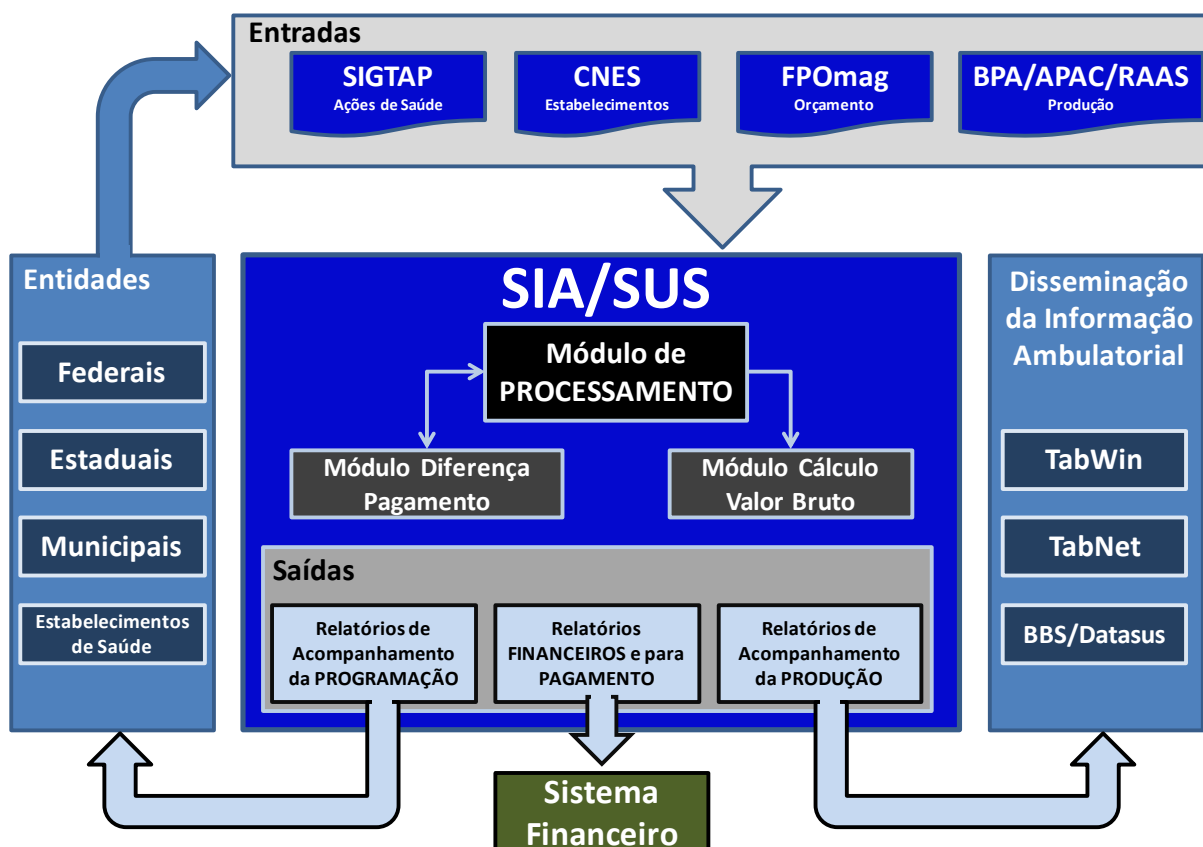 Entradas
SIGTAP
Ações de Saúde
CNES
Estabelecimentos
FPOmag
Orçamento
BPA/APAC/RAAS
Produção
Entidades
Federais
Estaduais
Municipais
Estabelecimentos
de Saúde
SIA/SUS
Módulo de
PROCESSAMENTO
Módulo Diferença
Pagamento
Módulo Cálculo
Valor Bruto
Saídas
Relatórios de
Acompanhamento
da PROGRAMAÇÃO
Relatórios
FINANCEIROS e para
PAGAMENTO
Relatórios de
Acompanhamento
da PRODUÇÃO
Disseminação
da Informação
Ambulatorial
TabWin
TabNet
BBS/Datasus
Sistema
Financeiro